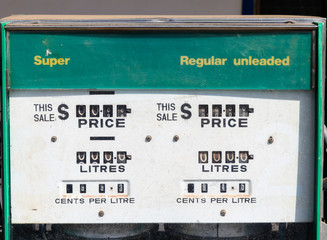 Super Regular unleaded
THIS SALE: $ PRICE THIS SALE: $ PRICE
LITRES LITRES
CENTS PER LITRE CENTS PER LITRE